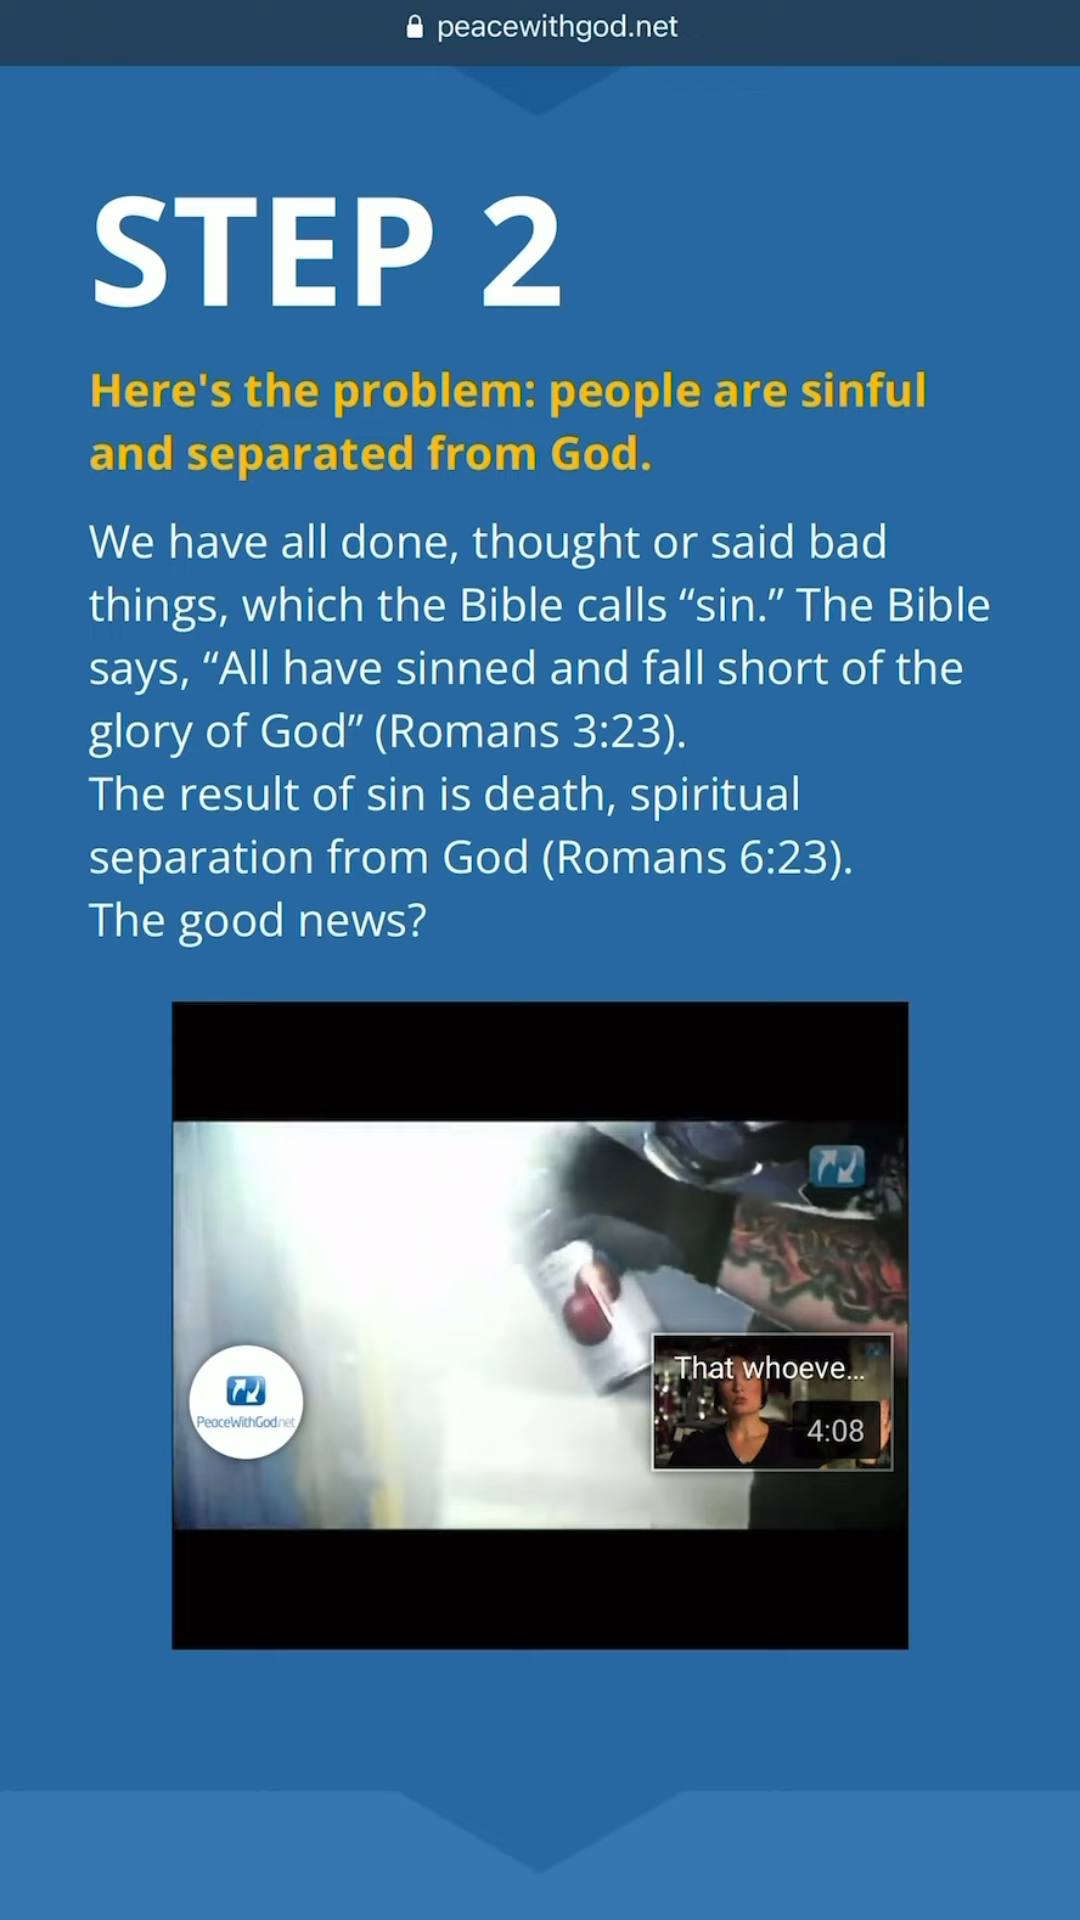 peacewithgod.net
STEP 2
Here's the problem: people are sinful
and separated from God.
We have all done, thought or said bad
things, which the Bible calls “sin.” The Bible
says, “All have sinned and fall short of the
glory of God” (Romans 3:23).
The result of sin is death, spiritual
separation from God (Romans 6:23).
The good news?
That whoeve...
4:08
PeaceWithGod.net